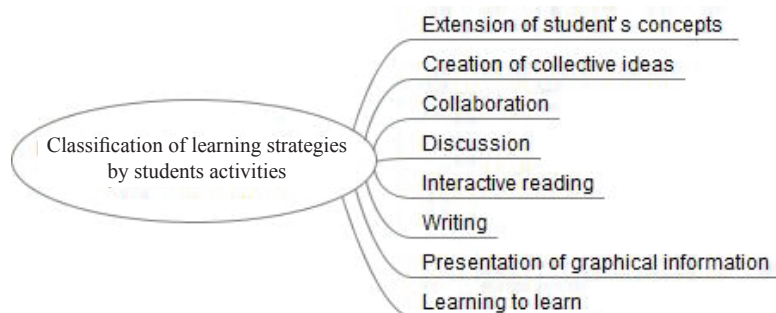 Extension of student's concepts
Creation of collective ideas
Collaboration
Classification of learning strategies
by students activities
Discussion
Interactive reading
Writing
Presentation of graphical information
Learning to learn